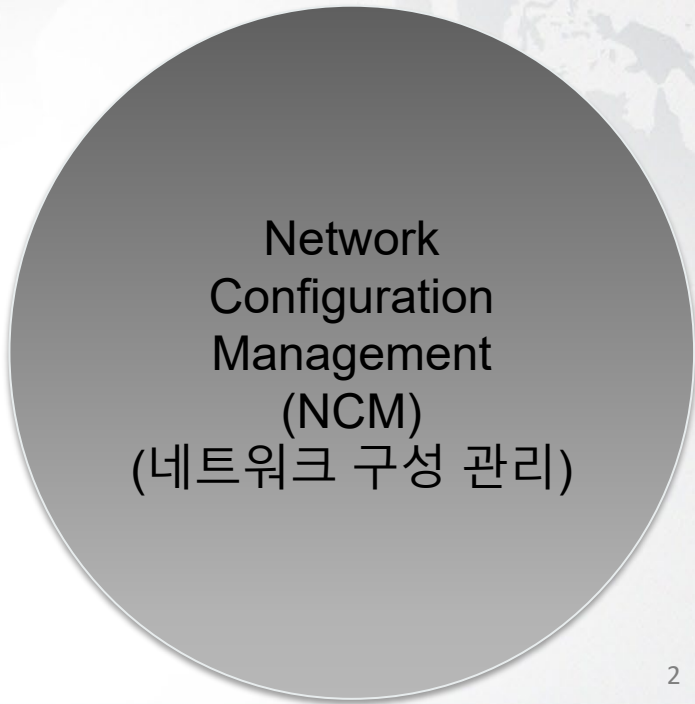 Network
Configuration
Management
(NCM)
(네트워크 구성 관리)
2